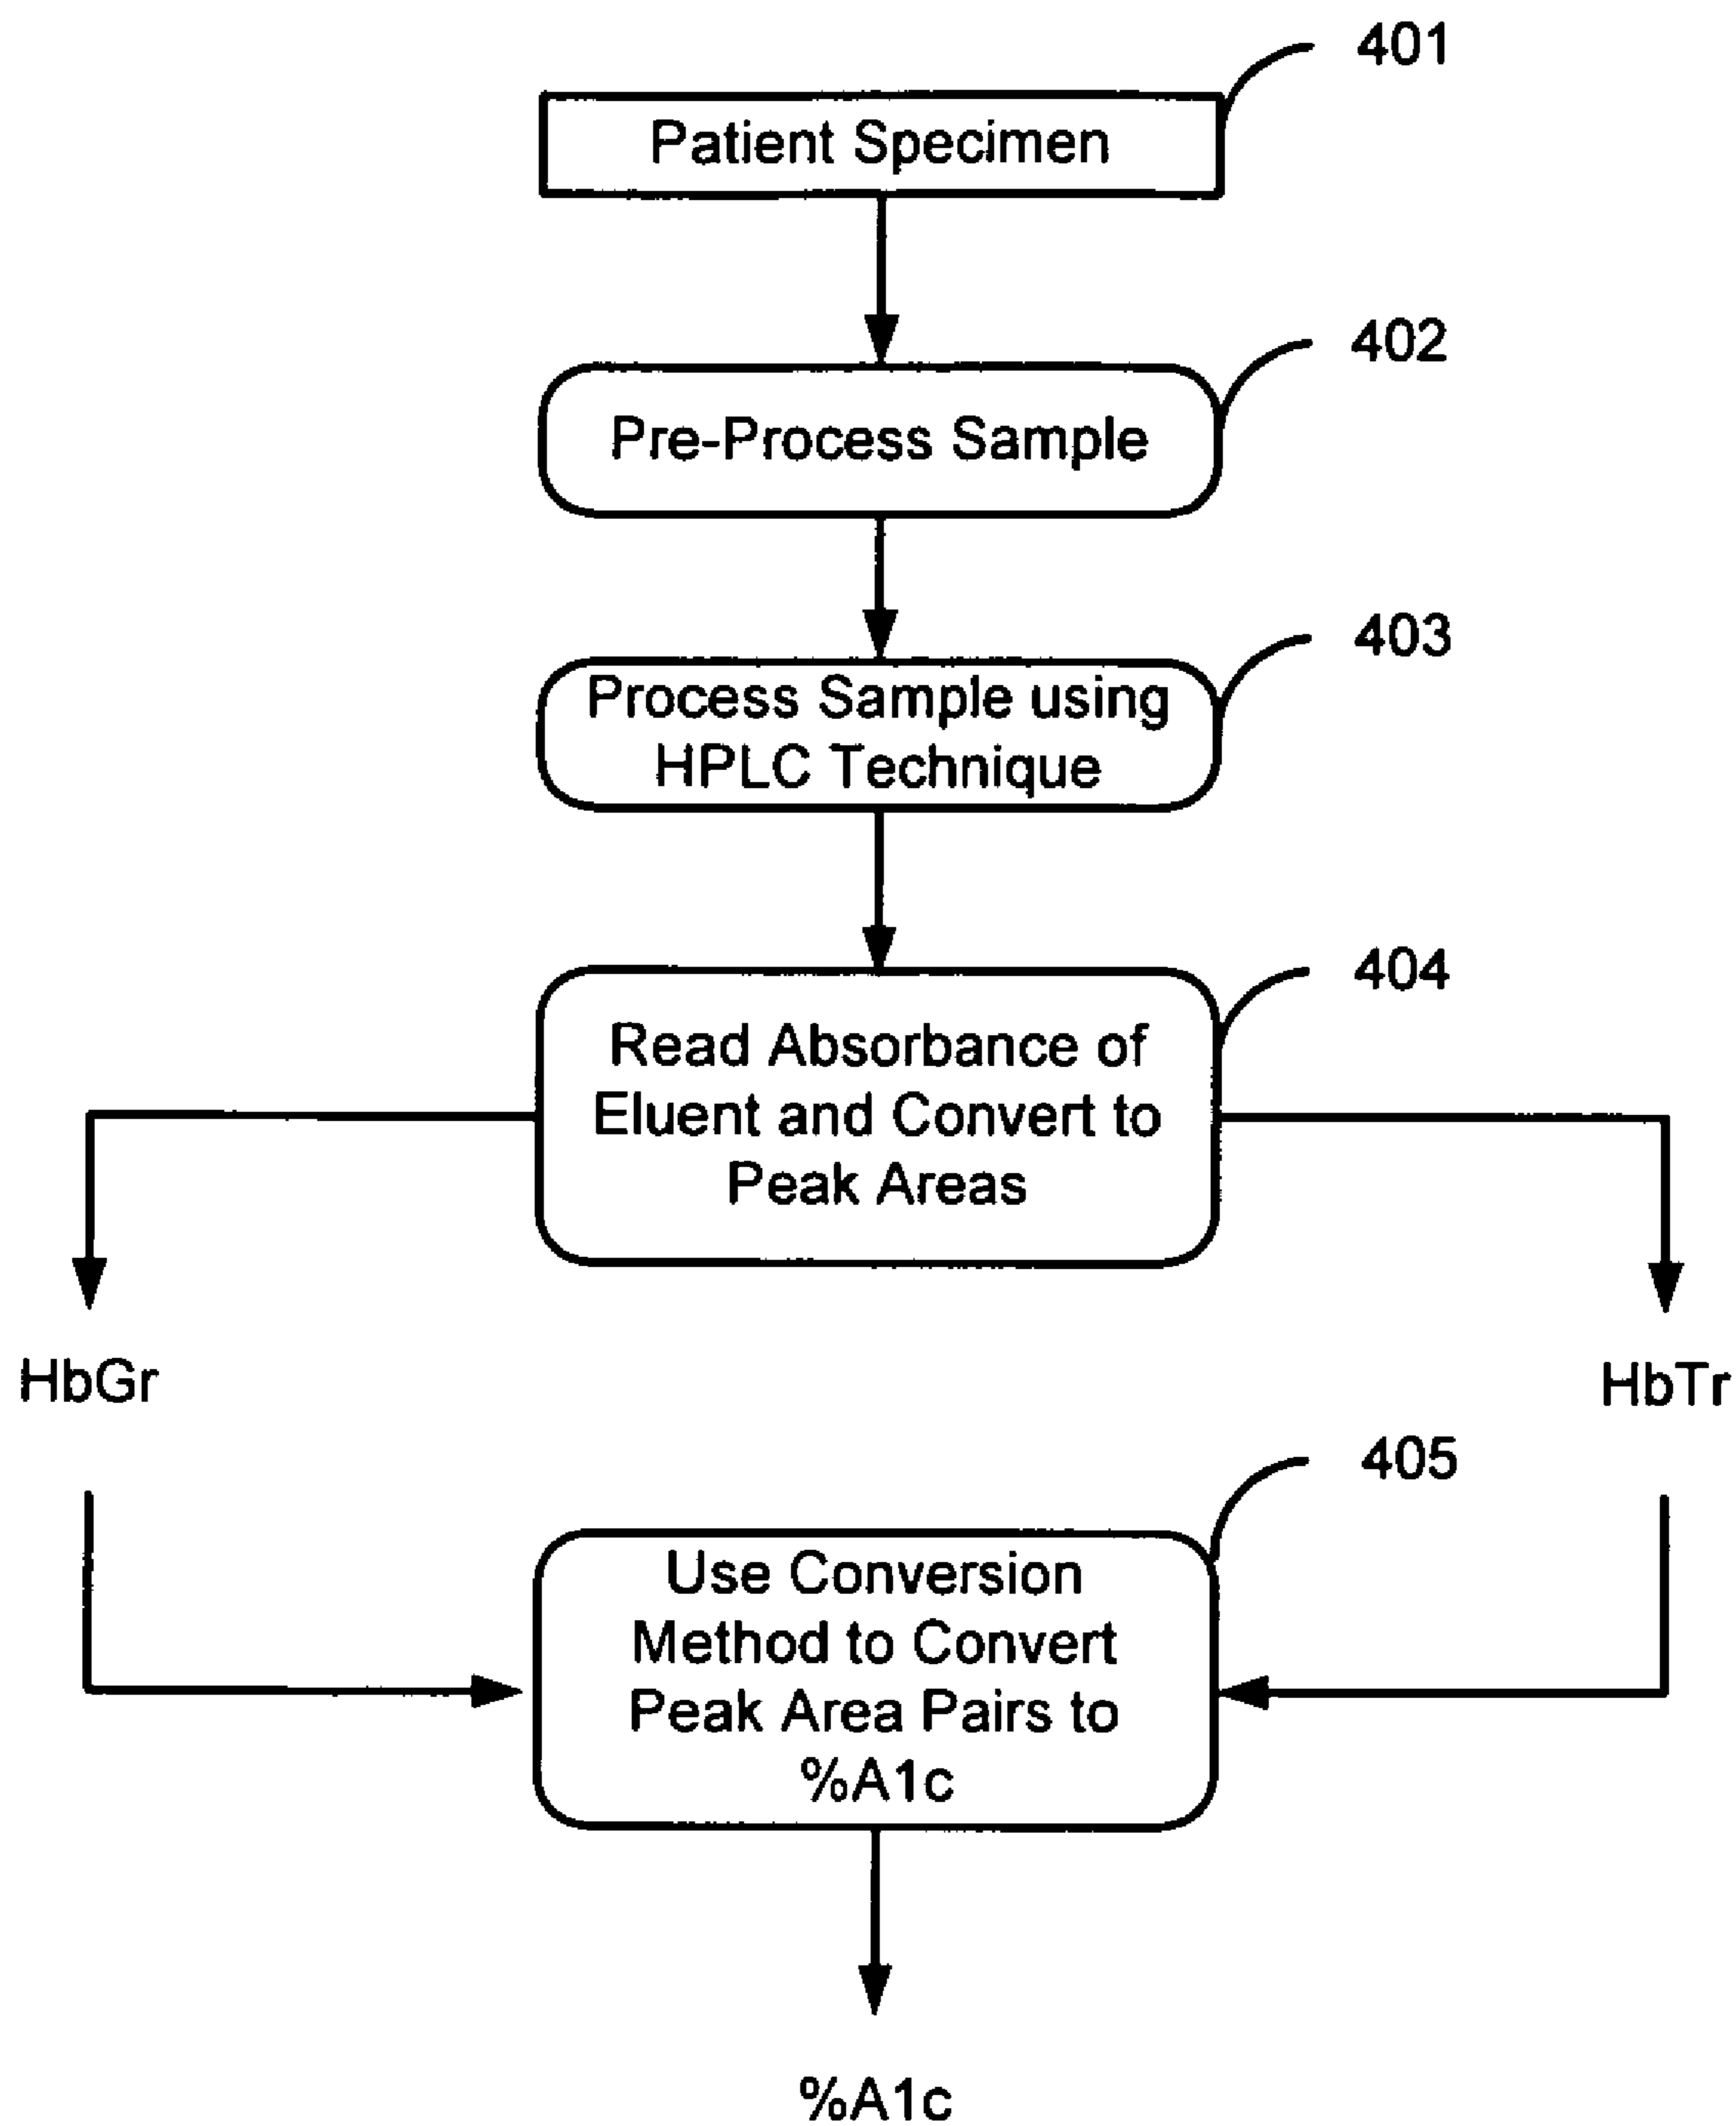 401
Patient Specimen
402
Pre-Process Sample
403
Process Sample using
HPLC Technique
404
Read Absorbance of
Eluent and Convert to
Peak Areas
HbGr
HbTr
405
Use Conversion
Method to Convert
Peak Area Pairs to
%A1c
%A1c